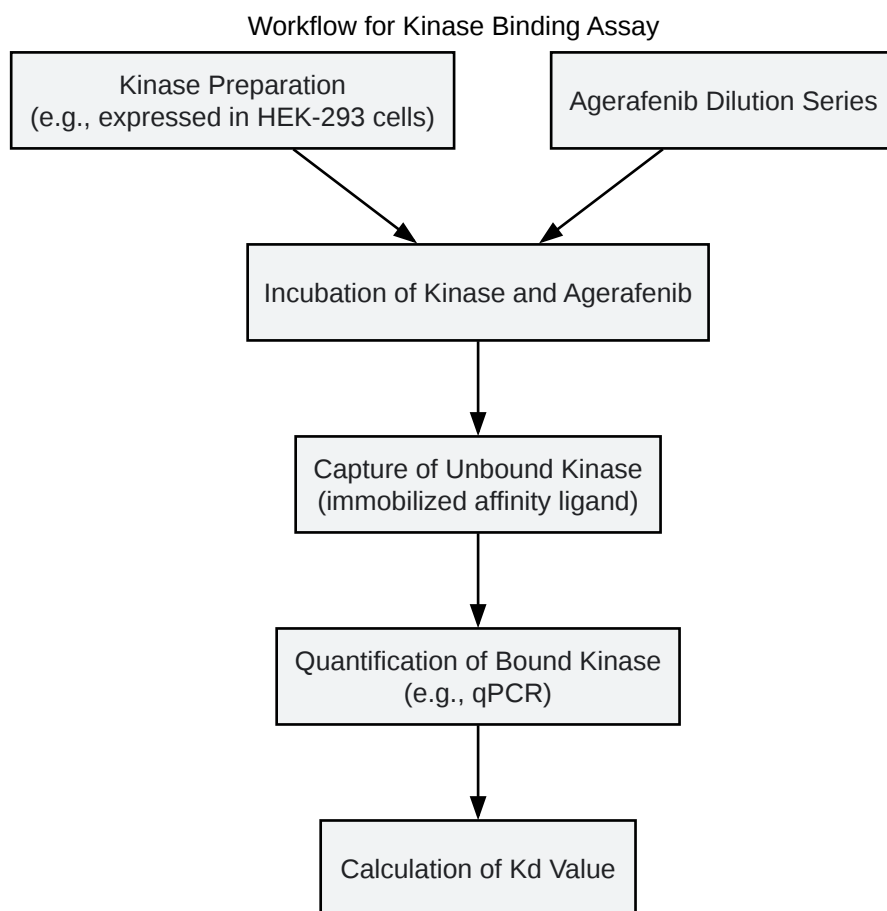 Workflow for Kinase Binding Assay
Kinase Preparation
(e.g., expressed in HEK-293 cells)
Agerafenib Dilution Series
Incubation of Kinase and Agerafenib
Capture of Unbound Kinase
(immobilized affinity ligand)
Quantification of Bound Kinase
(e.g., qPCR)
Calculation of Kd Value